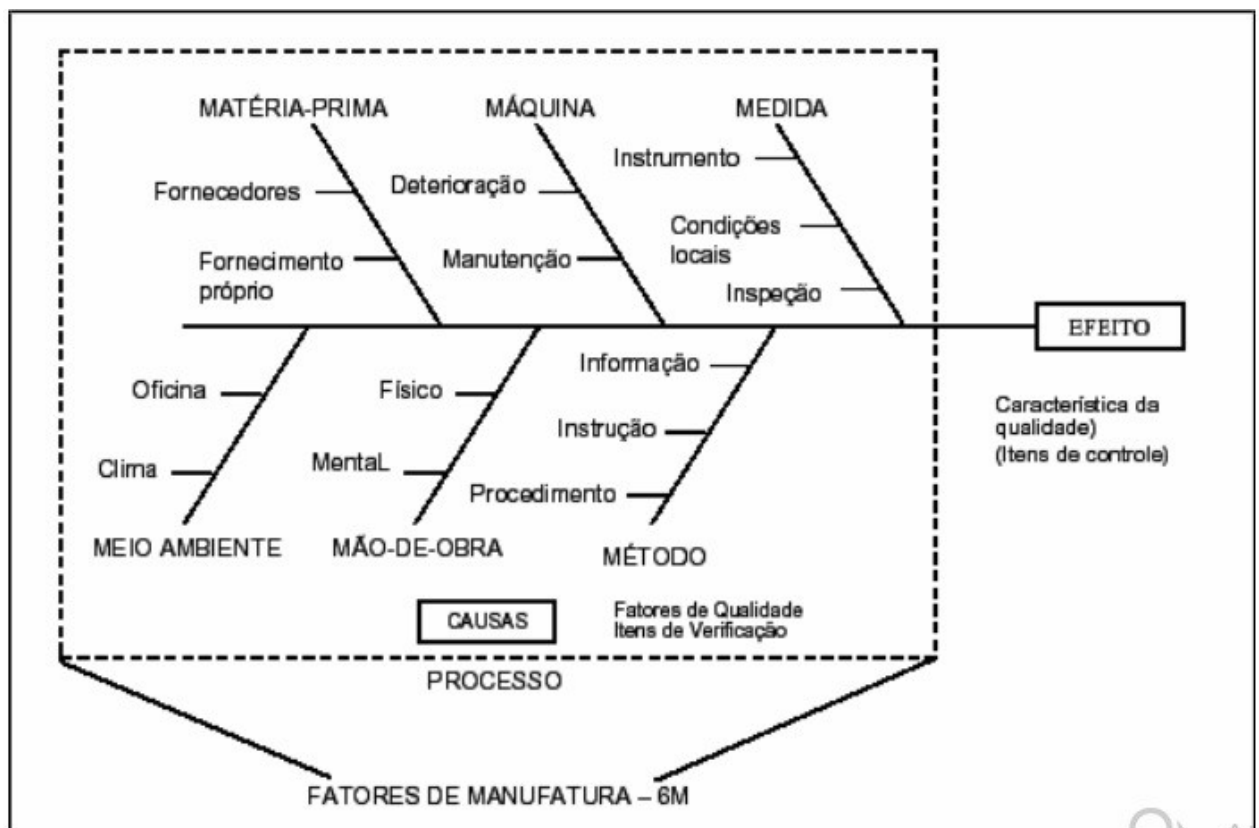 MATÉRIA-PRIMA
MÁQUINA
MEDIDA
Fornecedores
Fornecimento
próprio
Deterioração
Manutenção
Instrumento
Condições
locais
Inspeção
EFEITO
Característica da
qualidade)
(Itens de controle)
Oficina
Clima
MEIO AMBIENTE
Físico
MentaL
MÃO-DE-OBRA
Informação
Instrução
Procedimento
MÉTODO
CAUSAS
Fatores de Qualidade
Itens de Verificação
PROCESSO
FATORES DE MANUFATURA – 6M